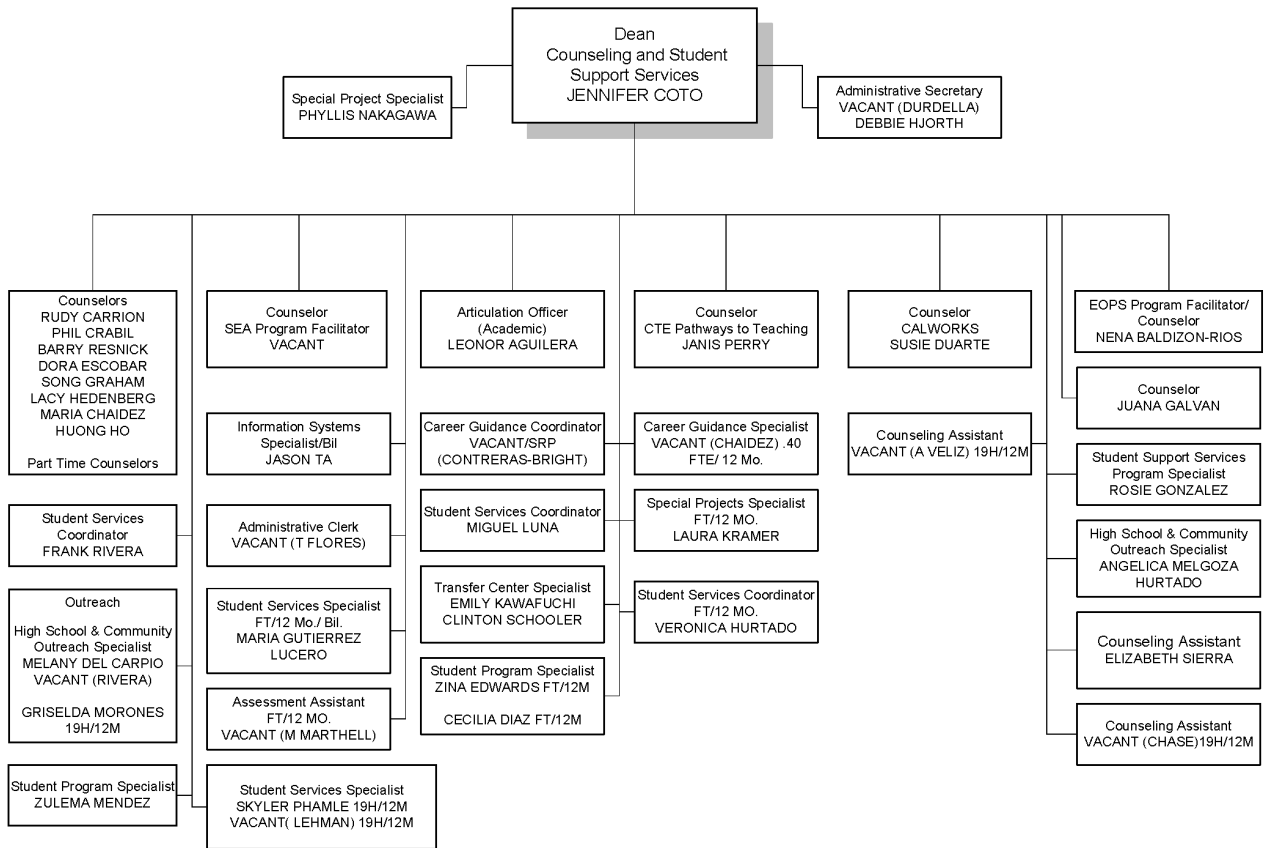 Dean
Counseling and Student
Support Services
JENNIFER COTO
Special Project Specialist
PHYLLIS NAKAGAWA
Administrative Secretary
VACANT (DURDELLA)
DEBBIE HJORTH
Counselors
RUDY CARRION
PHIL CRABIL
BARRY RESNICK
DORA ESCOBAR
SONG GRAHAM
LACY HEDENBERG
MARIA CHAIDEZ
HUONG HO
Part Time Counselors
Student Services
Coordinator
FRANK RIVERA
Outreach
High School & Community
Outreach Specialist
MELANY DEL CARPIO
VACANT (RIVERA)
GRISELDA MORONES
19H/12M
Student Program Specialist
ZULEMA MENDEZ
Counselor
SEA Program Facilitator
VACANT
Information Systems
Specialist/Bil
JASON TA
Administrative Clerk
VACANT (T FLORES)
Student Services Specialist
FT/12 Mo./ Bil.
MARIA GUTIERREZ
LUCERO
Assessment Assistant
FT/12 MO.
VACANT (M MARTHELL)
Student Services Specialist
SKYLER PHAMLE 19H/12M
VACANT( LEHMAN) 19H/12M
Articulation Officer
(Academic)
LEONOR AGUILERA
Career Guidance Coordinator
VACANT/SRP
(CONTRERAS-BRIGHT)
Student Services Coordinator
MIGUEL LUNA
Transfer Center Specialist
EMILY KAWAFUCHI
CLINTON SCHOOLER
Student Program Specialist
ZINA EDWARDS FT/12M
CECILIA DIAZ FT/12M
Counselor
CTE Pathways to Teaching
JANIS PERRY
Career Guidance Specialist
VACANT (CHAIDEZ) .40
FTE/ 12 Mo.
Special Projects Specialist
FT/12 MO.
LAURA KRAMER
Student Services Coordinator
FT/12 MO.
VERONICA HURTADO
Counselor
CALWORKS
SUSIE DUARTE
Counseling Assistant
VACANT (A VELIZ) 19H/12M
EOPS Program Facilitator/
Counselor
NENA BALDIZON-RIOS
Counselor
JUANA GALVAN
Student Support Services
Program Specialist
ROSIE GONZALEZ
High School & Community
Outreach Specialist
ANGELICA MELGOZA
HURTADO
Counseling Assistant
ELIZABETH SIERRA
Counseling Assistant
VACANT (CHASE)19H/12M